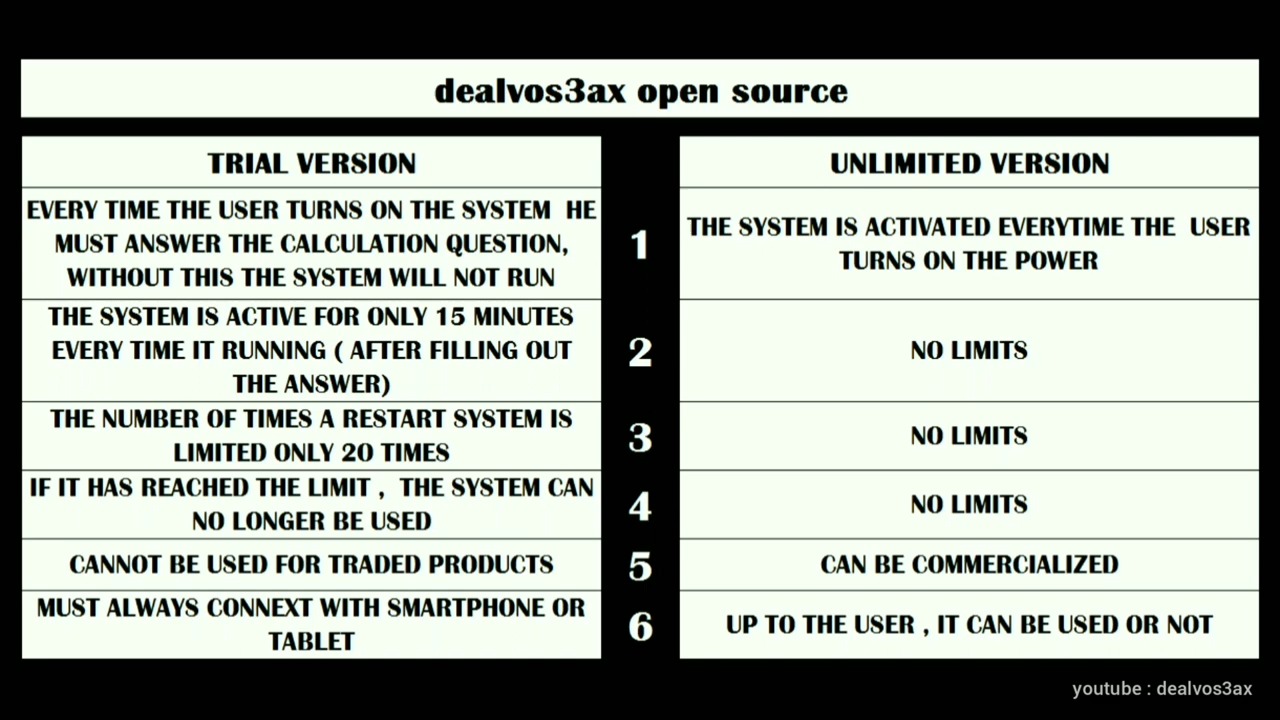 dealvos3ax open source
TRIAL VERSION
UNLIMITED VERSION
EVERY TIME THE USER TURNS ON THE SYSTEM HE
MUST ANSWER THE CALCULATION QUESTION,
WITHOUT THIS THE SYSTEM WILL NOT RUN
1
THE SYSTEM IS ACTIVATED EVERYTIME THE USER
TURNS ON THE POWER
THE SYSTEM IS ACTIVE FOR ONLY 15 MINUTES
EVERY TIME IT RUNNING ( AFTER FILLING OUT
THE ANSWER)
2
NO LIMITS
THE NUMBER OF TIMES A RESTART SYSTEM IS
LIMITED ONLY 20 TIMES
3
NO LIMITS
IF IT HAS REACHED THE LIMIT , THE SYSTEM CAN
NO LONGER BE USED
4
NO LIMITS
CANNOT BE USED FOR TRADED PRODUCTS
5
CAN BE COMMERCIALIZED
MUST ALWAYS CONNEXT WITH SMARTPHONE OR
TABLET
6
UP TO THE USER , IT CAN BE USED OR NOT
youtube : dealvos3ax